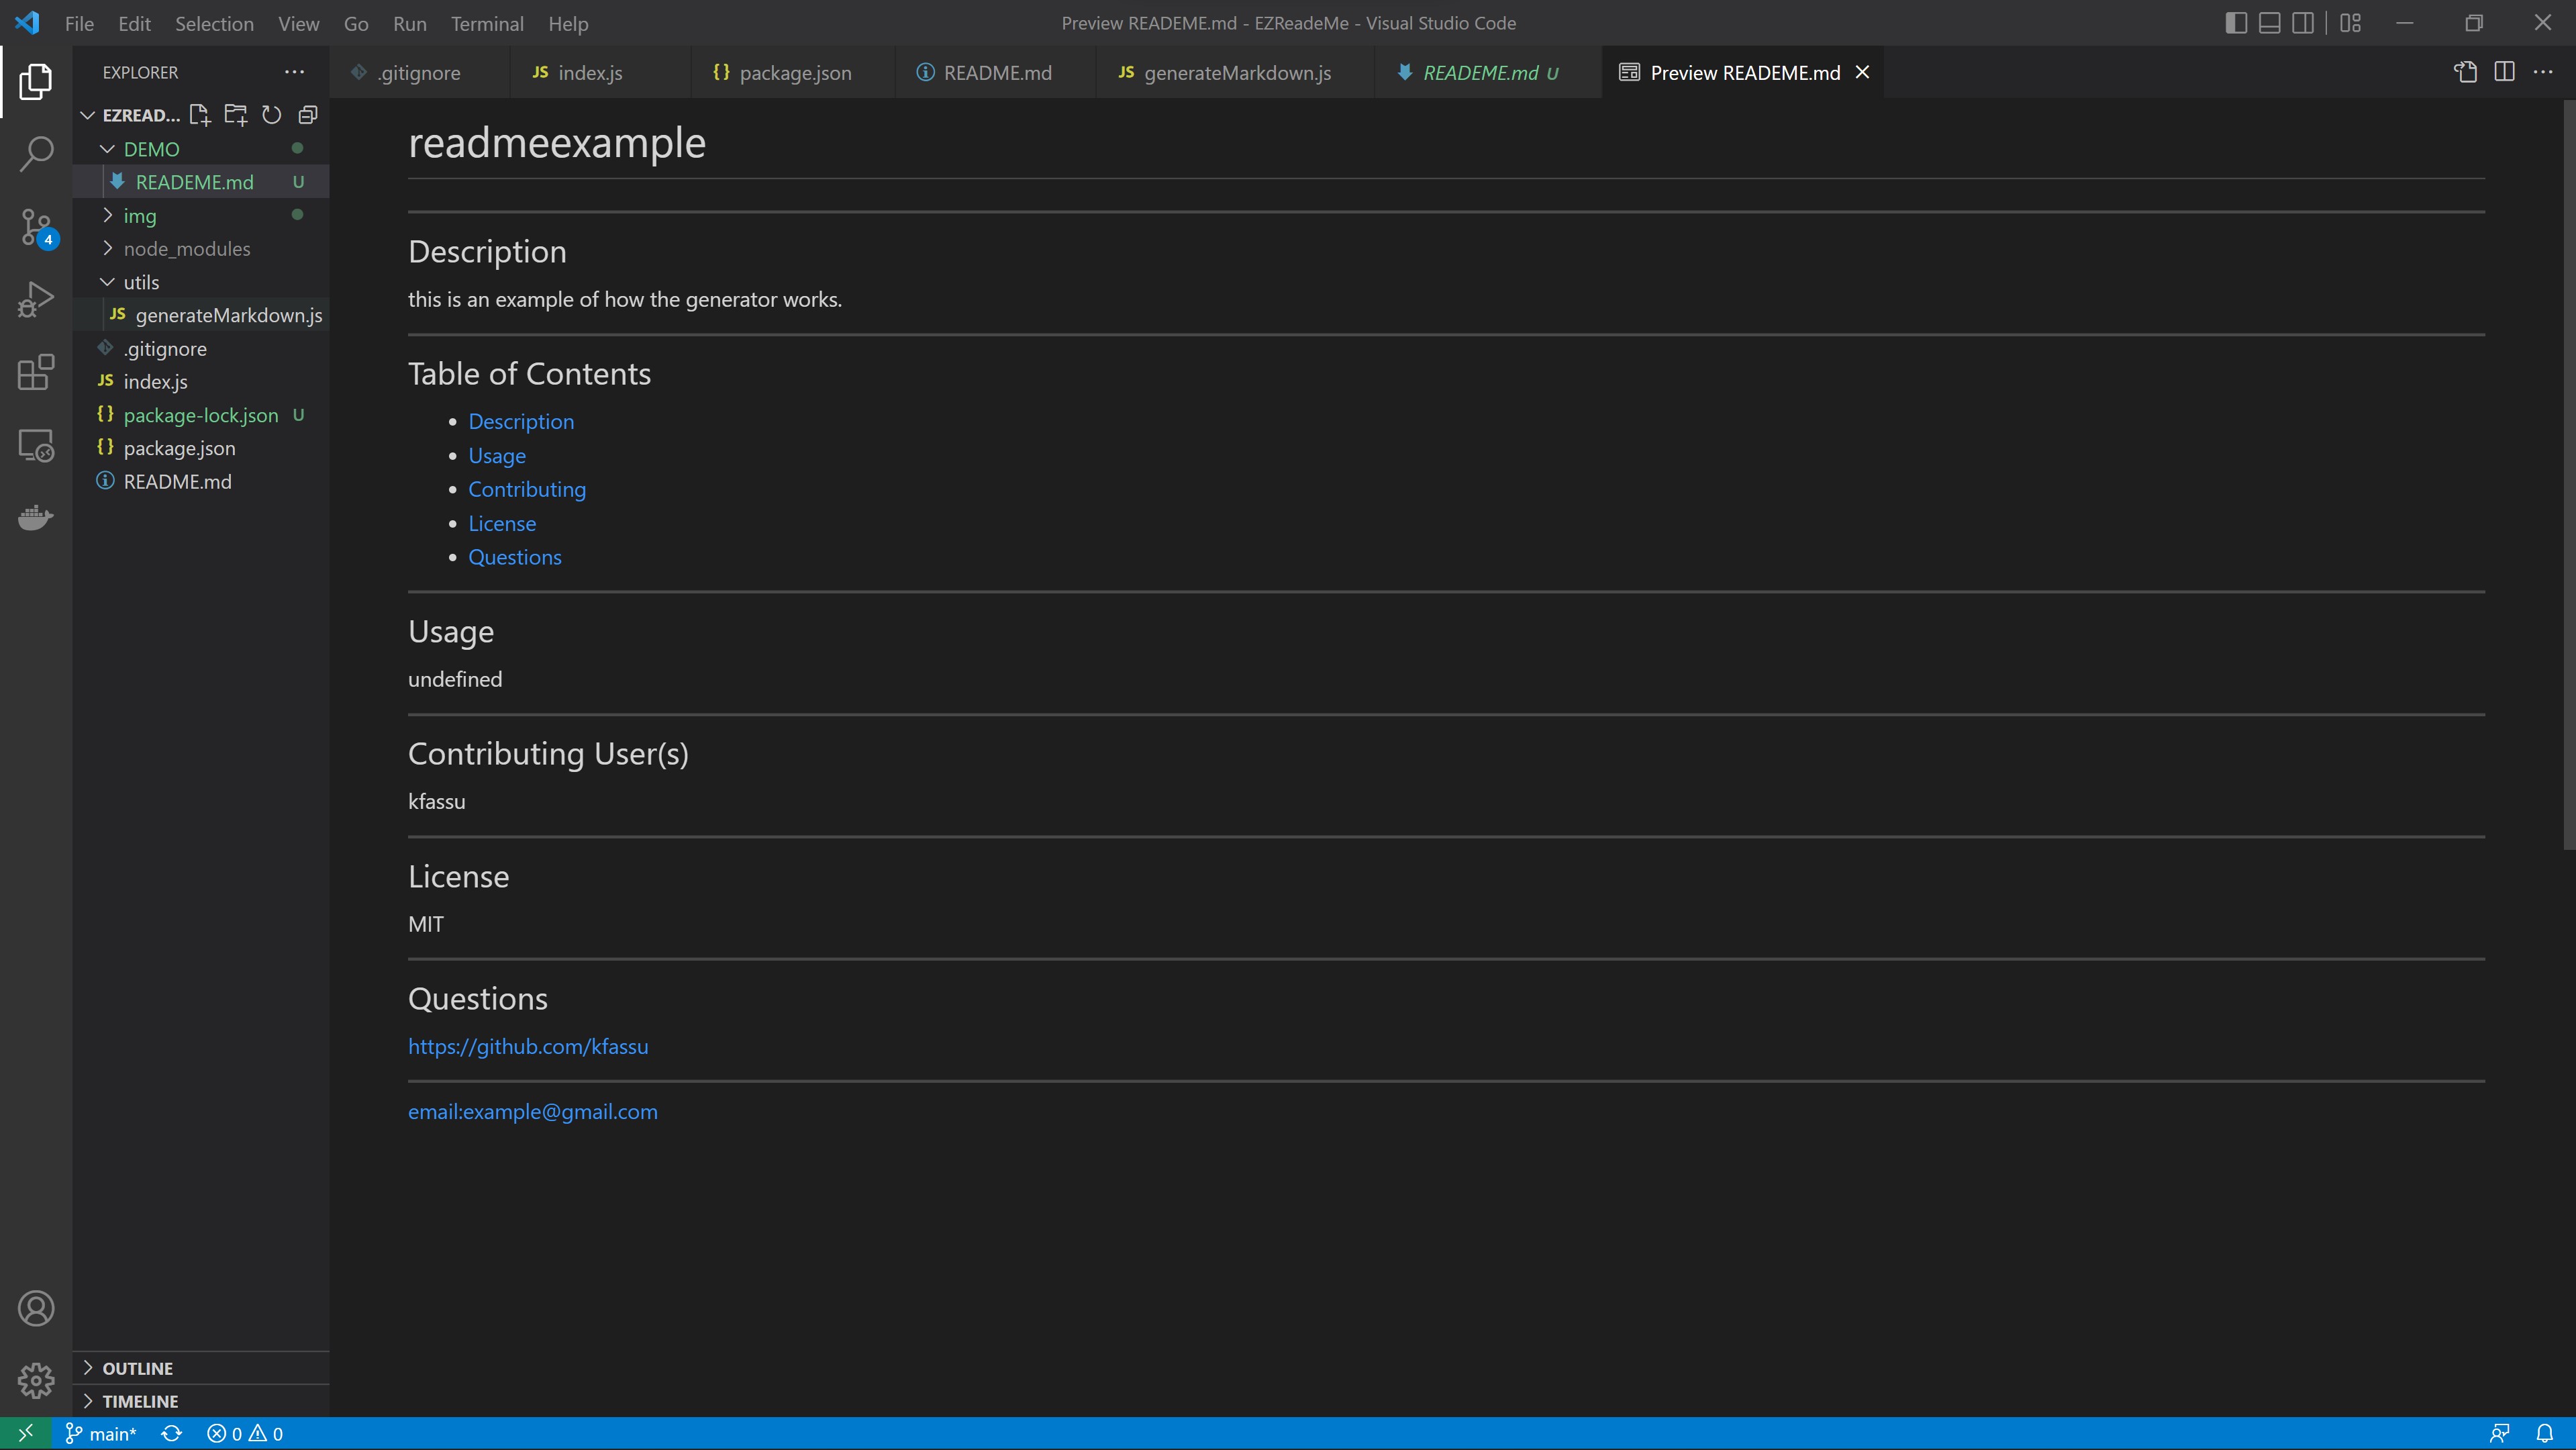 File Edit Selection View Go Run Terminal Help
Preview READEME.md - EZReadeMe - Visual Studio Code
EXPLORER
.gitignore
JS index.js
{} package.json
README.md
JS generateMarkdown.js
READEME.md U
Preview READEME.md
EZREAD...
DEMO
READEME.md U
img
4
node_modules
utils
JS generateMarkdown.js
.gitignore
JS index.js
{} package-lock.json U
{} package.json
README.md
OUTLINE
TIMELINE
readmeexample
Description
this is an example of how the generator works.
Table of Contents
• Description
• Usage
• Contributing
• License
• Questions
Usage
undefined
Contributing User(s)
kfassu
License
MIT
Questions
https://github.com/kfassu
email:example@gmail.com
main* 0 0